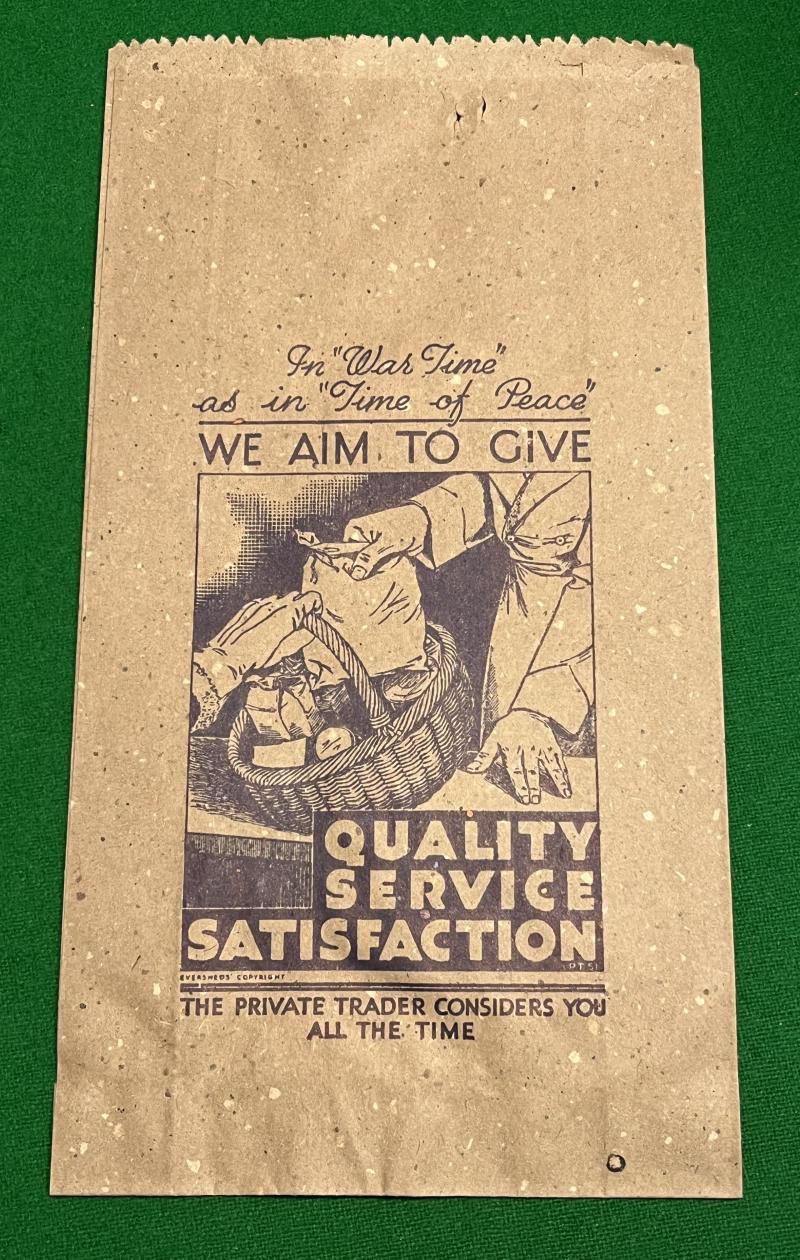 In "War Time"
as in "Time of Peace"
WE AIM TO GIVE
QUALITY
SERVICE
SATISFACTION
EVERSHEDS' COPYRIGHT
THE PRIVATE TRADER CONSIDERS YOU
ALL THE TIME